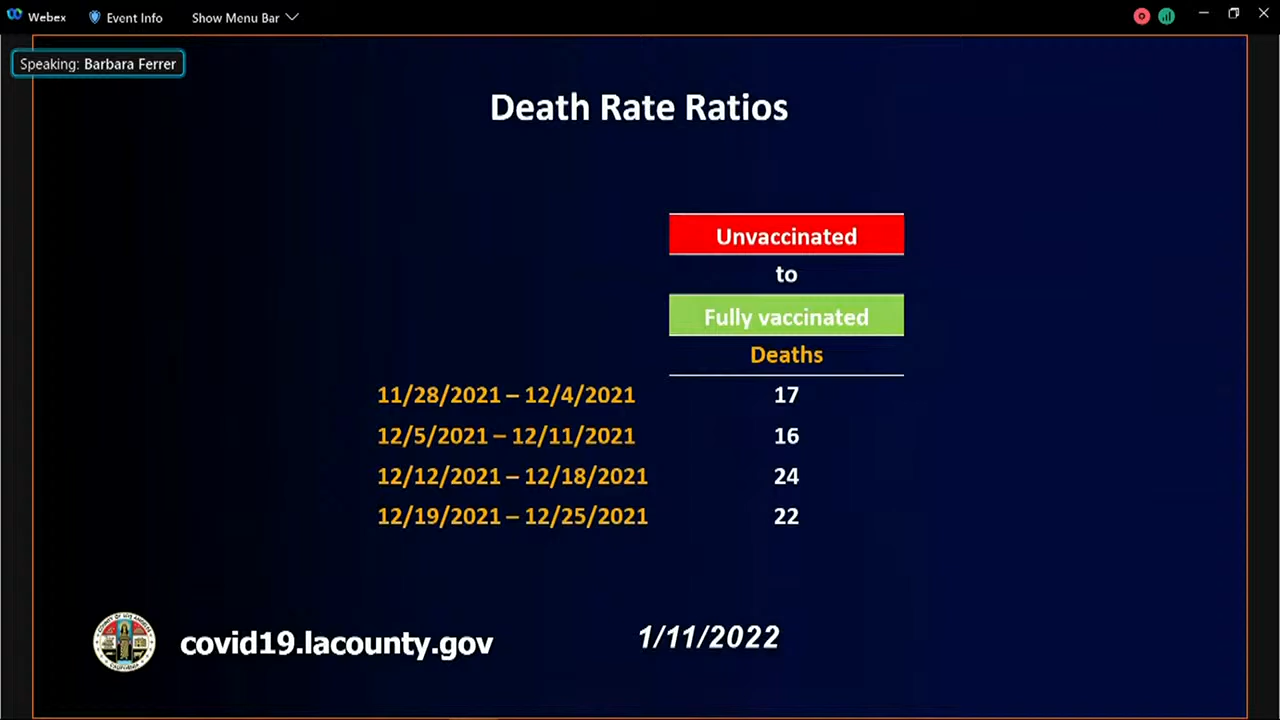 Webex Event Info Show Menu Bar
Speaking: Barbara Ferrer
Death Rate Ratios
Unvaccinated
to
Fully vaccinated
Deaths
11/28/2021 – 12/4/2021 17
12/5/2021 – 12/11/2021 16
12/12/2021 – 12/18/2021 24
12/19/2021 – 12/25/2021 22
covid19.lacounty.gov 1/11/2022